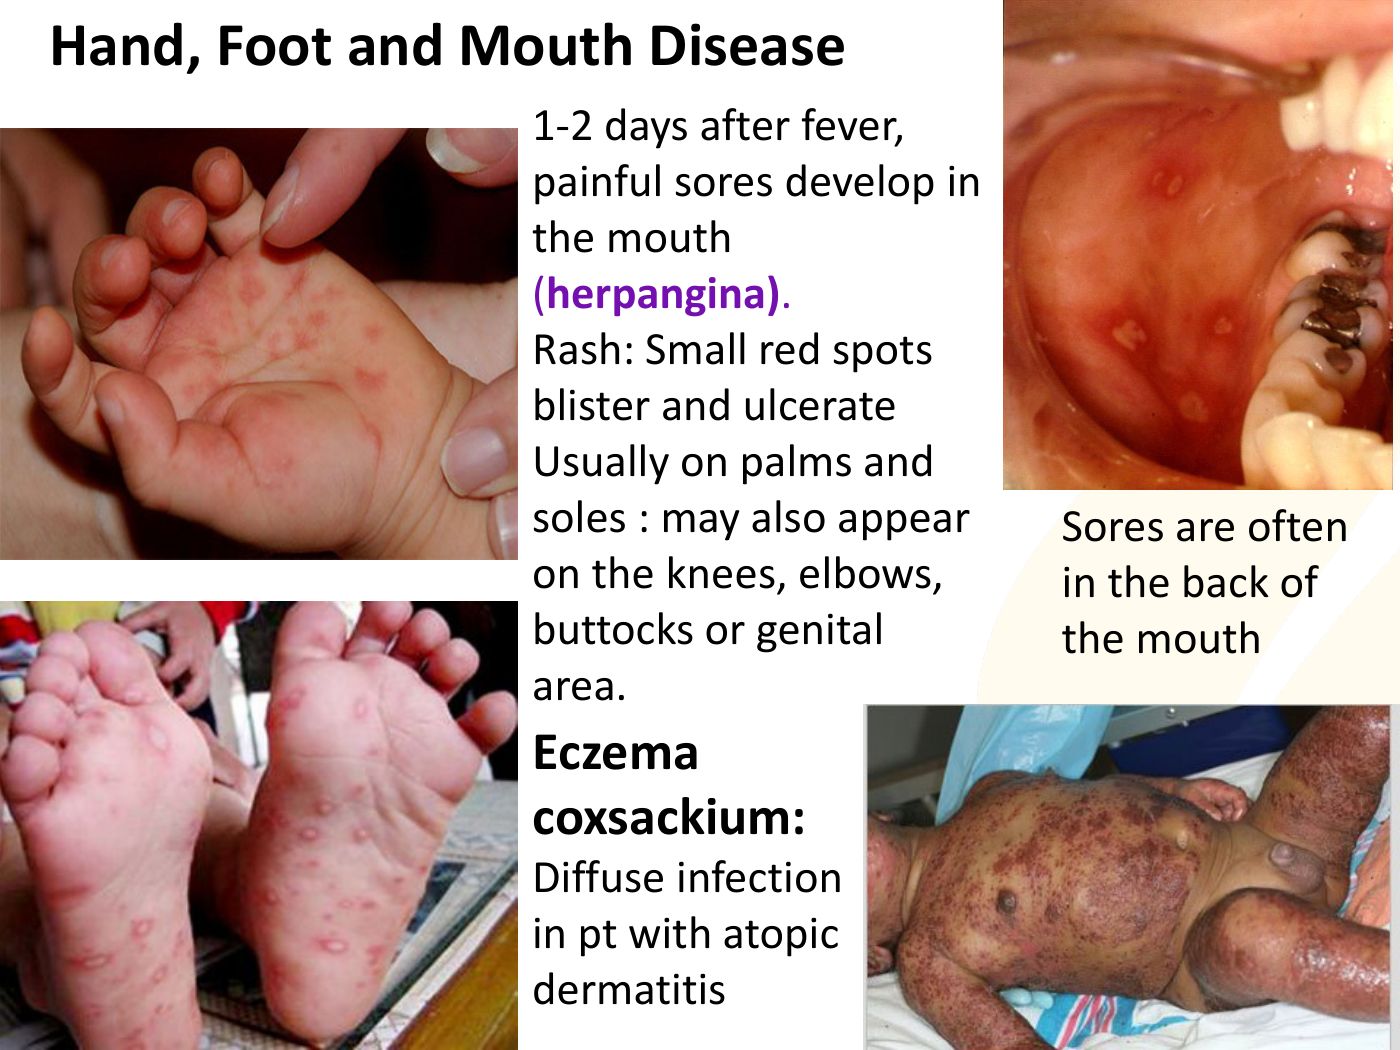 Hand, Foot and Mouth Disease
1-2 days after fever,
painful sores develop in
the mouth
(herpangina).
Rash: Small red spots
blister and ulcerate
Usually on palms and
soles : may also appear
on the knees, elbows,
buttocks or genital
area.
Eczema
coxsackium:
Diffuse infection
in pt with atopic
dermatitis
Sores are often
in the back of
the mouth